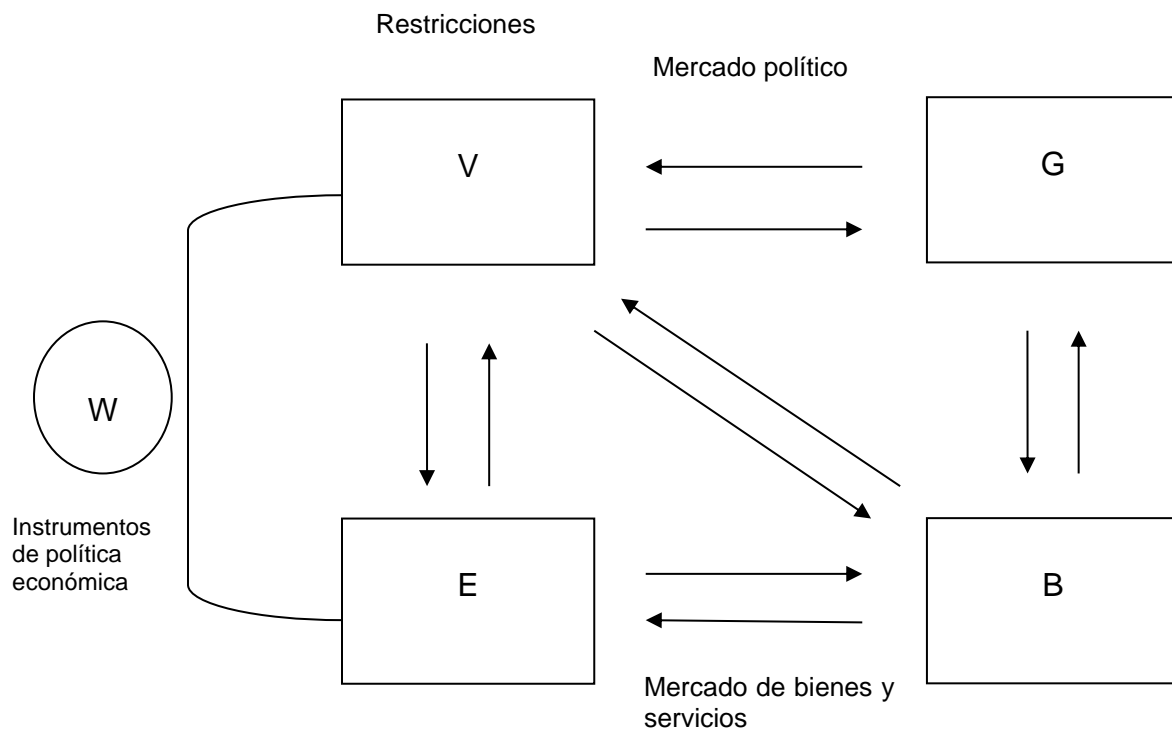 Restricciones
Mercado político
V
G
W
Instrumentos
de política
económica
E
B
Mercado de bienes y
servicios